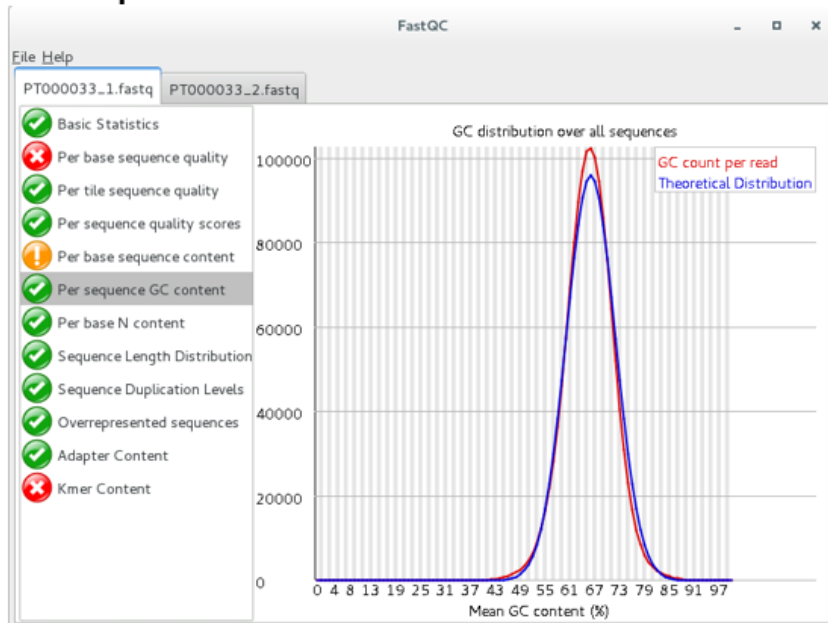 FastQC
File Help
PT000033_1.fastq PT000033_2.fastq
Basic Statistics
Per base sequence quality
Per tile sequence quality
Per sequence quality scores
Per base sequence content
Per sequence GC content
Per base N content
Sequence Length Distribution
Sequence Duplication Levels
Overrepresented sequences
Adapter Content
Kmer Content
GC distribution over all sequences
GC count per read
Theoretical Distribution
100000
80000
60000
40000
20000
0
0 4 8 13 19 25 31 37 43 49 55 61 67 73 79 85 91 97
Mean GC content (%)